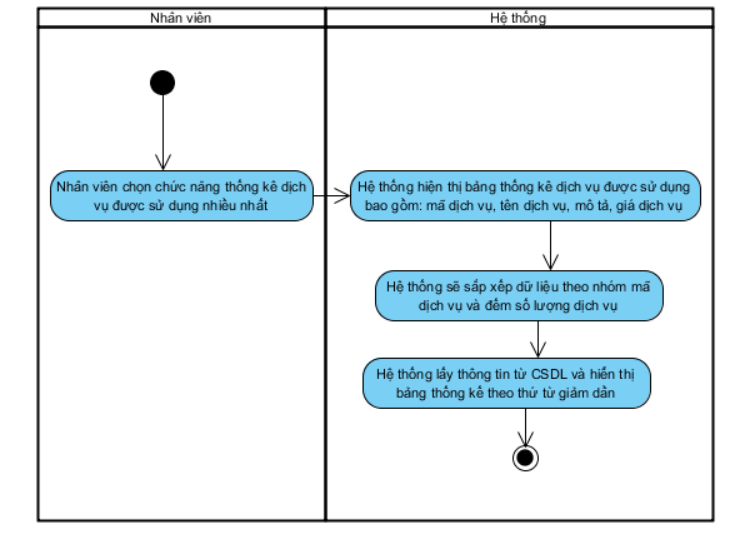 Nhân viên
Hệ thống
Nhân viên chọn chức năng thống kê dịch
vụ được sử dụng nhiều nhất
Hệ thống hiện thị bảng thống kê dịch vụ được sử dụng
bao gồm: mã dịch vụ, tên dịch vụ, mô tả, giá dịch vụ
Hệ thống sẽ sắp xếp dữ liệu theo nhóm mã
dịch vụ và đếm số lượng dịch vụ
Hệ thống lấy thông tin từ CSDL và hiển thị
bảng thống kê theo thứ từ giảm dần